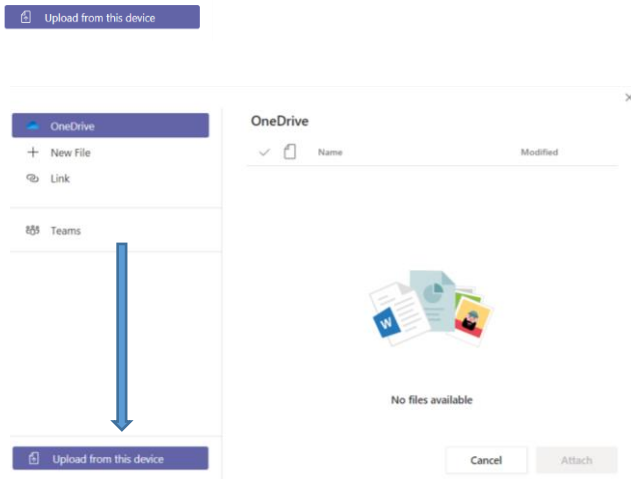 Upload from this device
OneDrive
New File
Link
Teams
Upload from this device
OneDrive
Name Modified
W
No files available
Cancel Attach